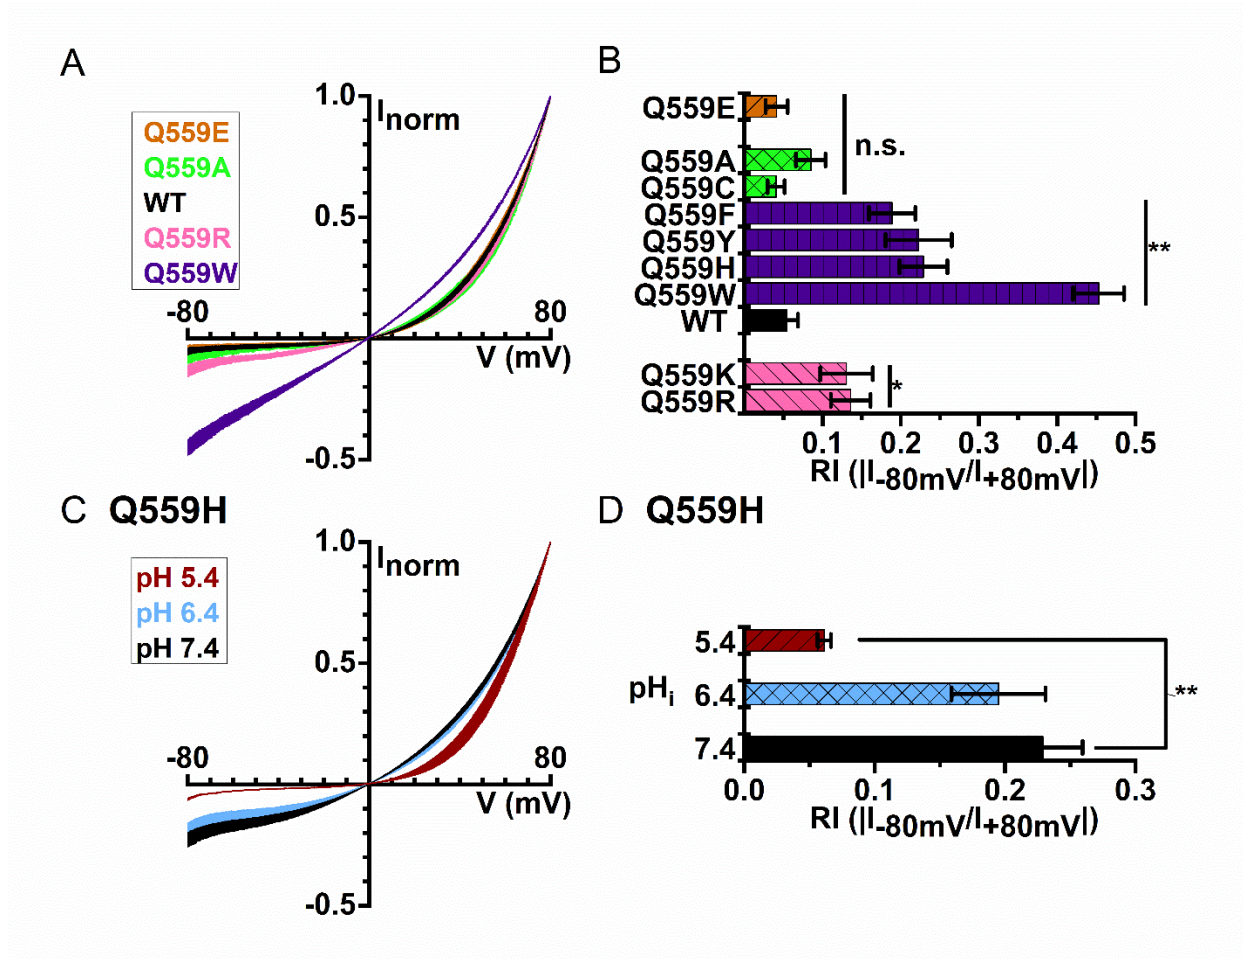 A
Q559E
Q559A
WT
Q559R
Q559W
1.0
Inorm
0.5
-80
80
V (mV)
-0.5
B
Q559E
Q559A
Q559C
Q559F
Q559Y
Q559H
Q559W
WT
Q559K
Q559R
n.s.
**
*
0.1 0.2 0.3 0.4 0.5
RI (|I-80mV/I+80mV|)
C Q559H
pH 5.4
pH 6.4
pH 7.4
1.0
Inorm
0.5
-80
80
V (mV)
-0.5
D Q559H
5.4
pHi 6.4
7.4
**
0.0 0.1 0.2 0.3
RI (|I-80mV/I+80mV|)